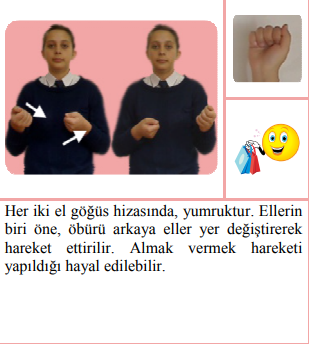 Her iki el göğüs hizasında, yumruktur. Ellerin
biri öne, öbürü arkaya eller yer değiştirerek
hareket ettirilir. Almak vermek hareketi
yapıldığı hayal edilebilir.